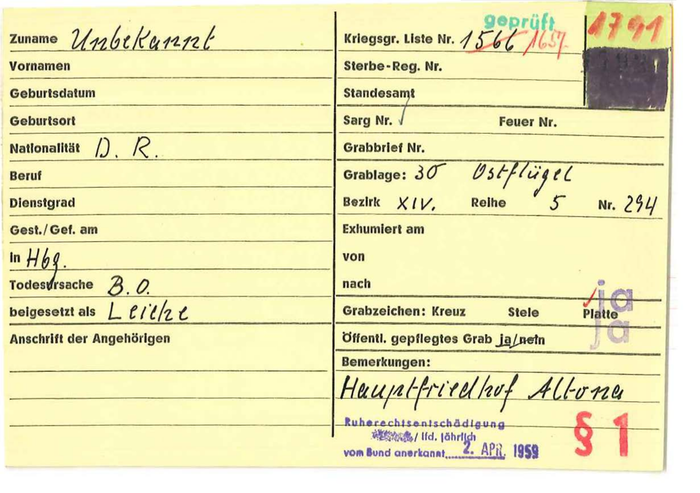 Zuname Unbekannt
Vornamen
Geburtsdatum
Geburtsort
Nationalität D. R.
Beruf
Dienstgrad
Gest./Gef. am
In Hbg.
Todesursache B.O.
beigesetzt als Leiche
Anschrift der Angehörigen
geprüft
1791
Kriegsgr. Liste Nr. 1566 1657
Sterbe-Reg. Nr.
Standesamt
Sarg Nr. Feuer Nr.
Grabbrief Nr.
Grablage: 30 Ostflügel
Bezirk XIV. Reihe 5 Nr. 294
Exhumiert am
von
nach
ja
Grabzeichen: Kreuz Stele Platte
ja
Öffentl. gepflegtes Grab ja/nein
Bemerkungen:
Hauptfriedhof Altona
Ruherechtsentschädigung
/ lfd. jährlich
vom Bund anerkannt 2. APR. 1959
§ 1